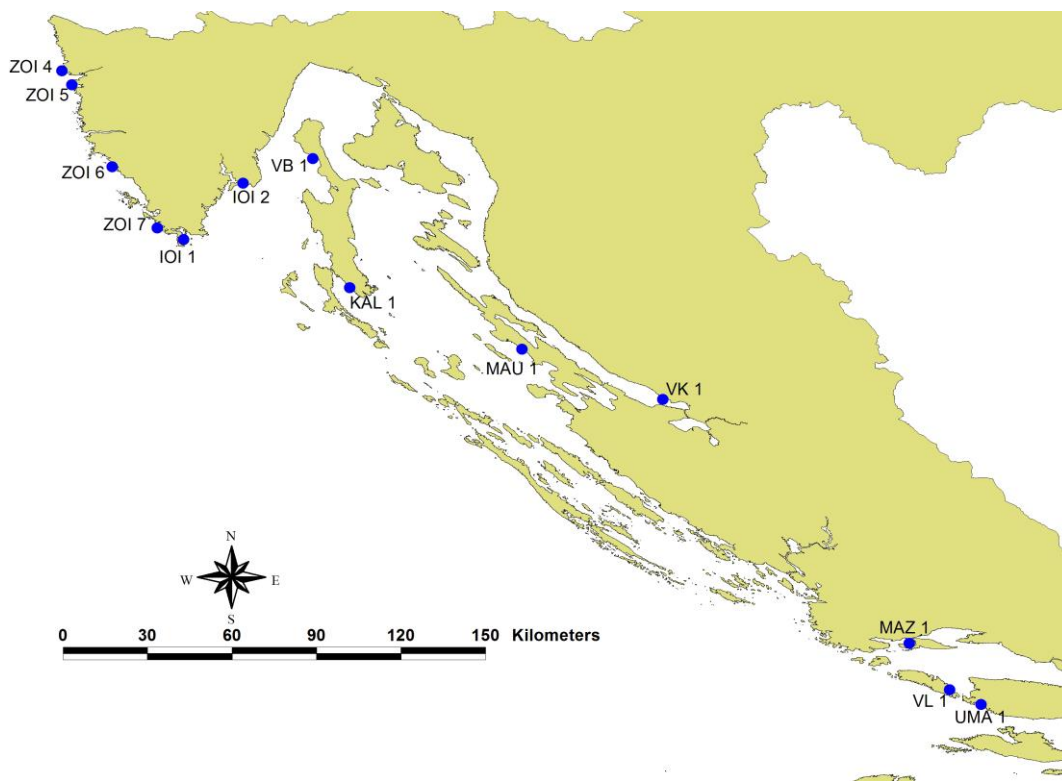 ZOI 4
ZOI 5
VB 1
ZOI 6
IOI 2
ZOI 7
IOI 1
KAL 1
MAU 1
VK 1
N
W E
S
0 30 60 90 120 150 Kilometers
MAZ 1
VL 1
UMA 1